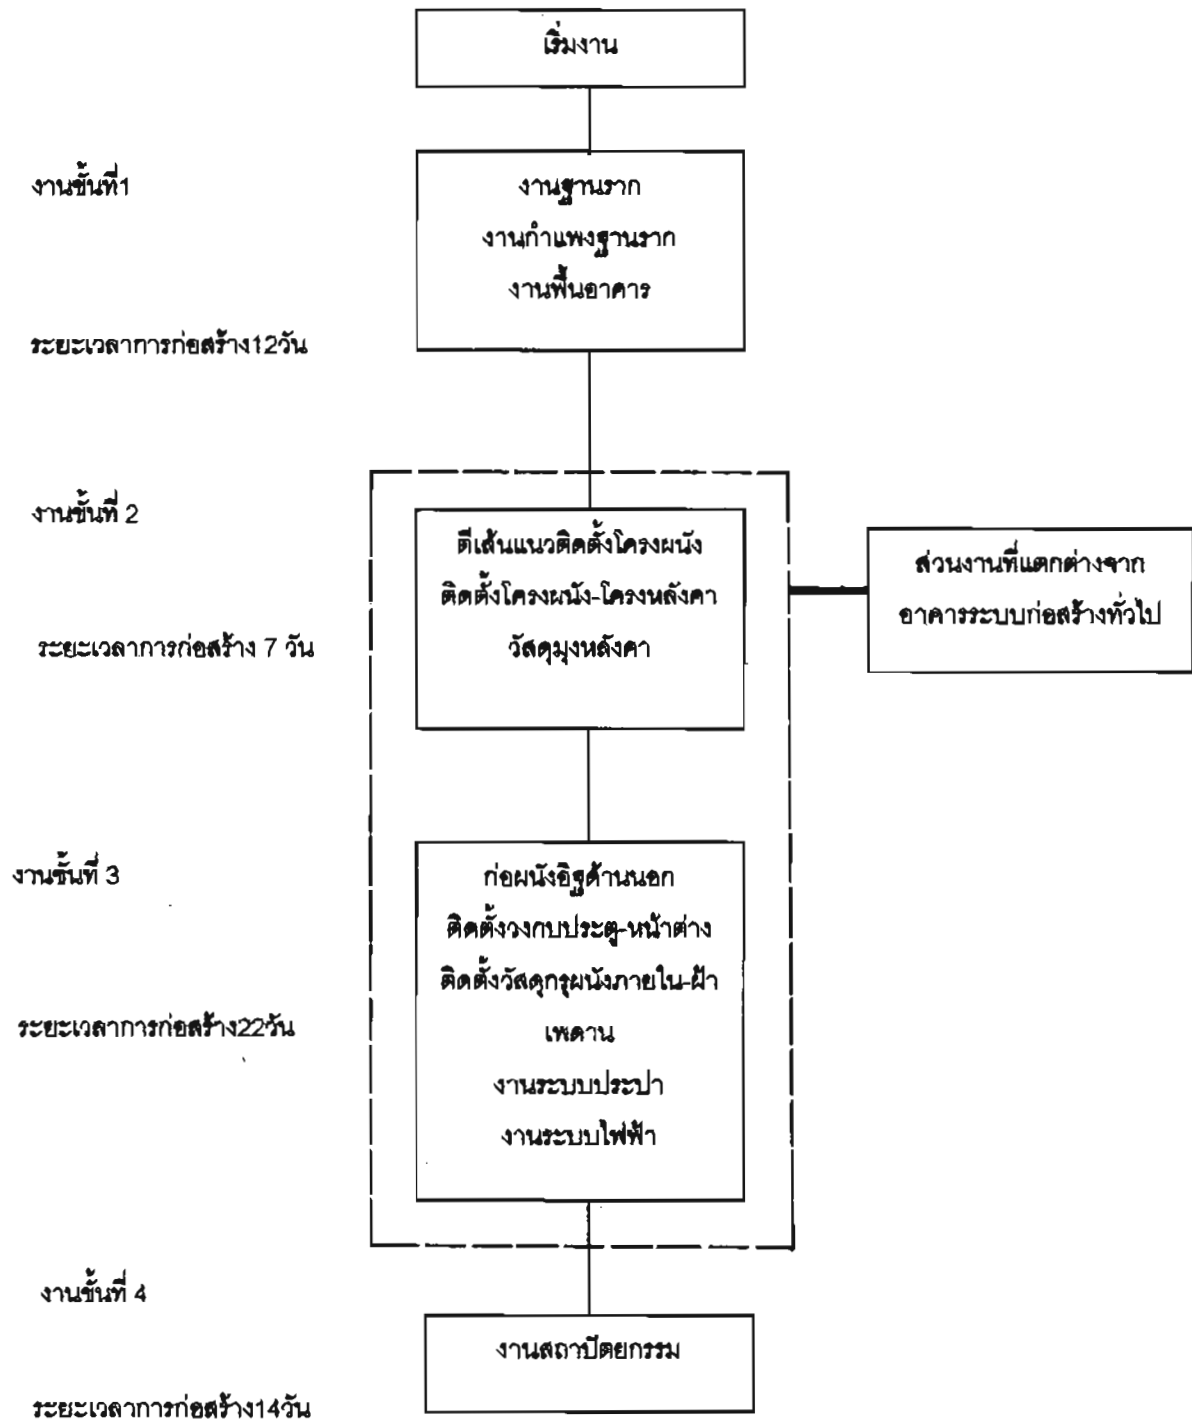 เริ่มงาน
งานขั้นที่1
งานฐานราก
งานกำแพงฐานราก
งานพื้นอาคาร
ระยะเวลาการก่อสร้าง12วัน
งานขั้นที่ 2
ตีเส้นแนวติดตั้งโครงผนัง
ติดตั้งโครงผนัง-โครงหลังคา
วัสดุมุงหลังคา
ระยะเวลาการก่อสร้าง 7 วัน
ส่วนงานที่แตกต่างจาก
อาคารระบบก่อสร้างทั่วไป
งานขั้นที่ 3
ก่อผนังอิฐด้านนอก
ติดตั้งวงกบประตู-หน้าต่าง
ติดตั้งวัสดุกรุผนังภายใน-ฝ้า
เพดาน
งานระบบประปา
งานระบบไฟฟ้า
ระยะเวลาการก่อสร้าง22วัน
งานขั้นที่ 4
งานสถาปัตยกรรม
ระยะเวลาการก่อสร้าง14วัน